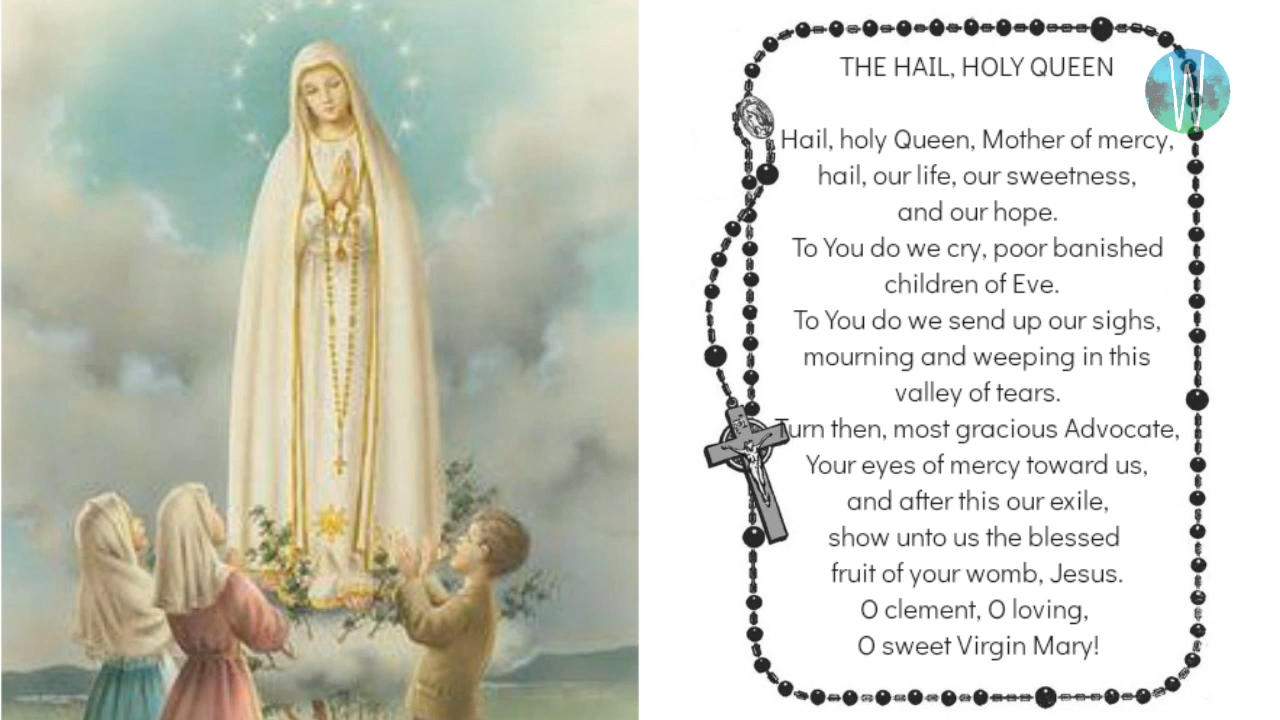 THE HAIL, HOLY QUEEN
Hail, holy Queen, Mother of mercy,
hail, our life, our sweetness,
and our hope.
To You do we cry, poor banished
children of Eve.
To You do we send up our sighs,
mourning and weeping in this
valley of tears.
Turn then, most gracious Advocate,
Your eyes of mercy toward us,
and after this our exile,
show unto us the blessed
fruit of your womb, Jesus.
O clement, O loving,
O sweet Virgin Mary!
W